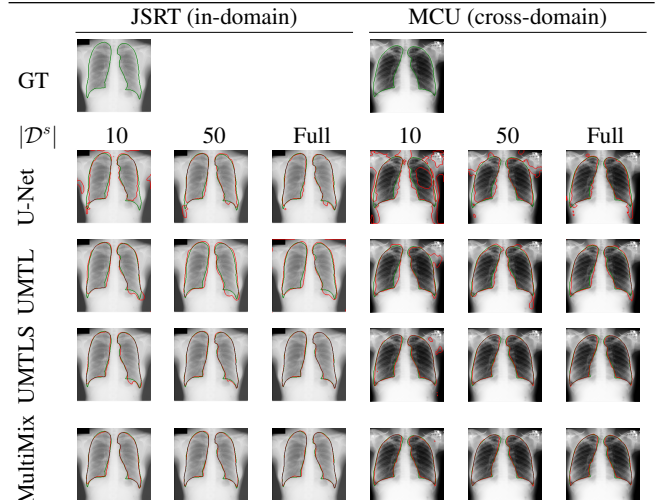 JSRT (in-domain) MCU (cross-domain)
GT
|𝒟ˢ| 10 50 Full 10 50 Full
U-Net
UMTL
UMTLS
MultiMix